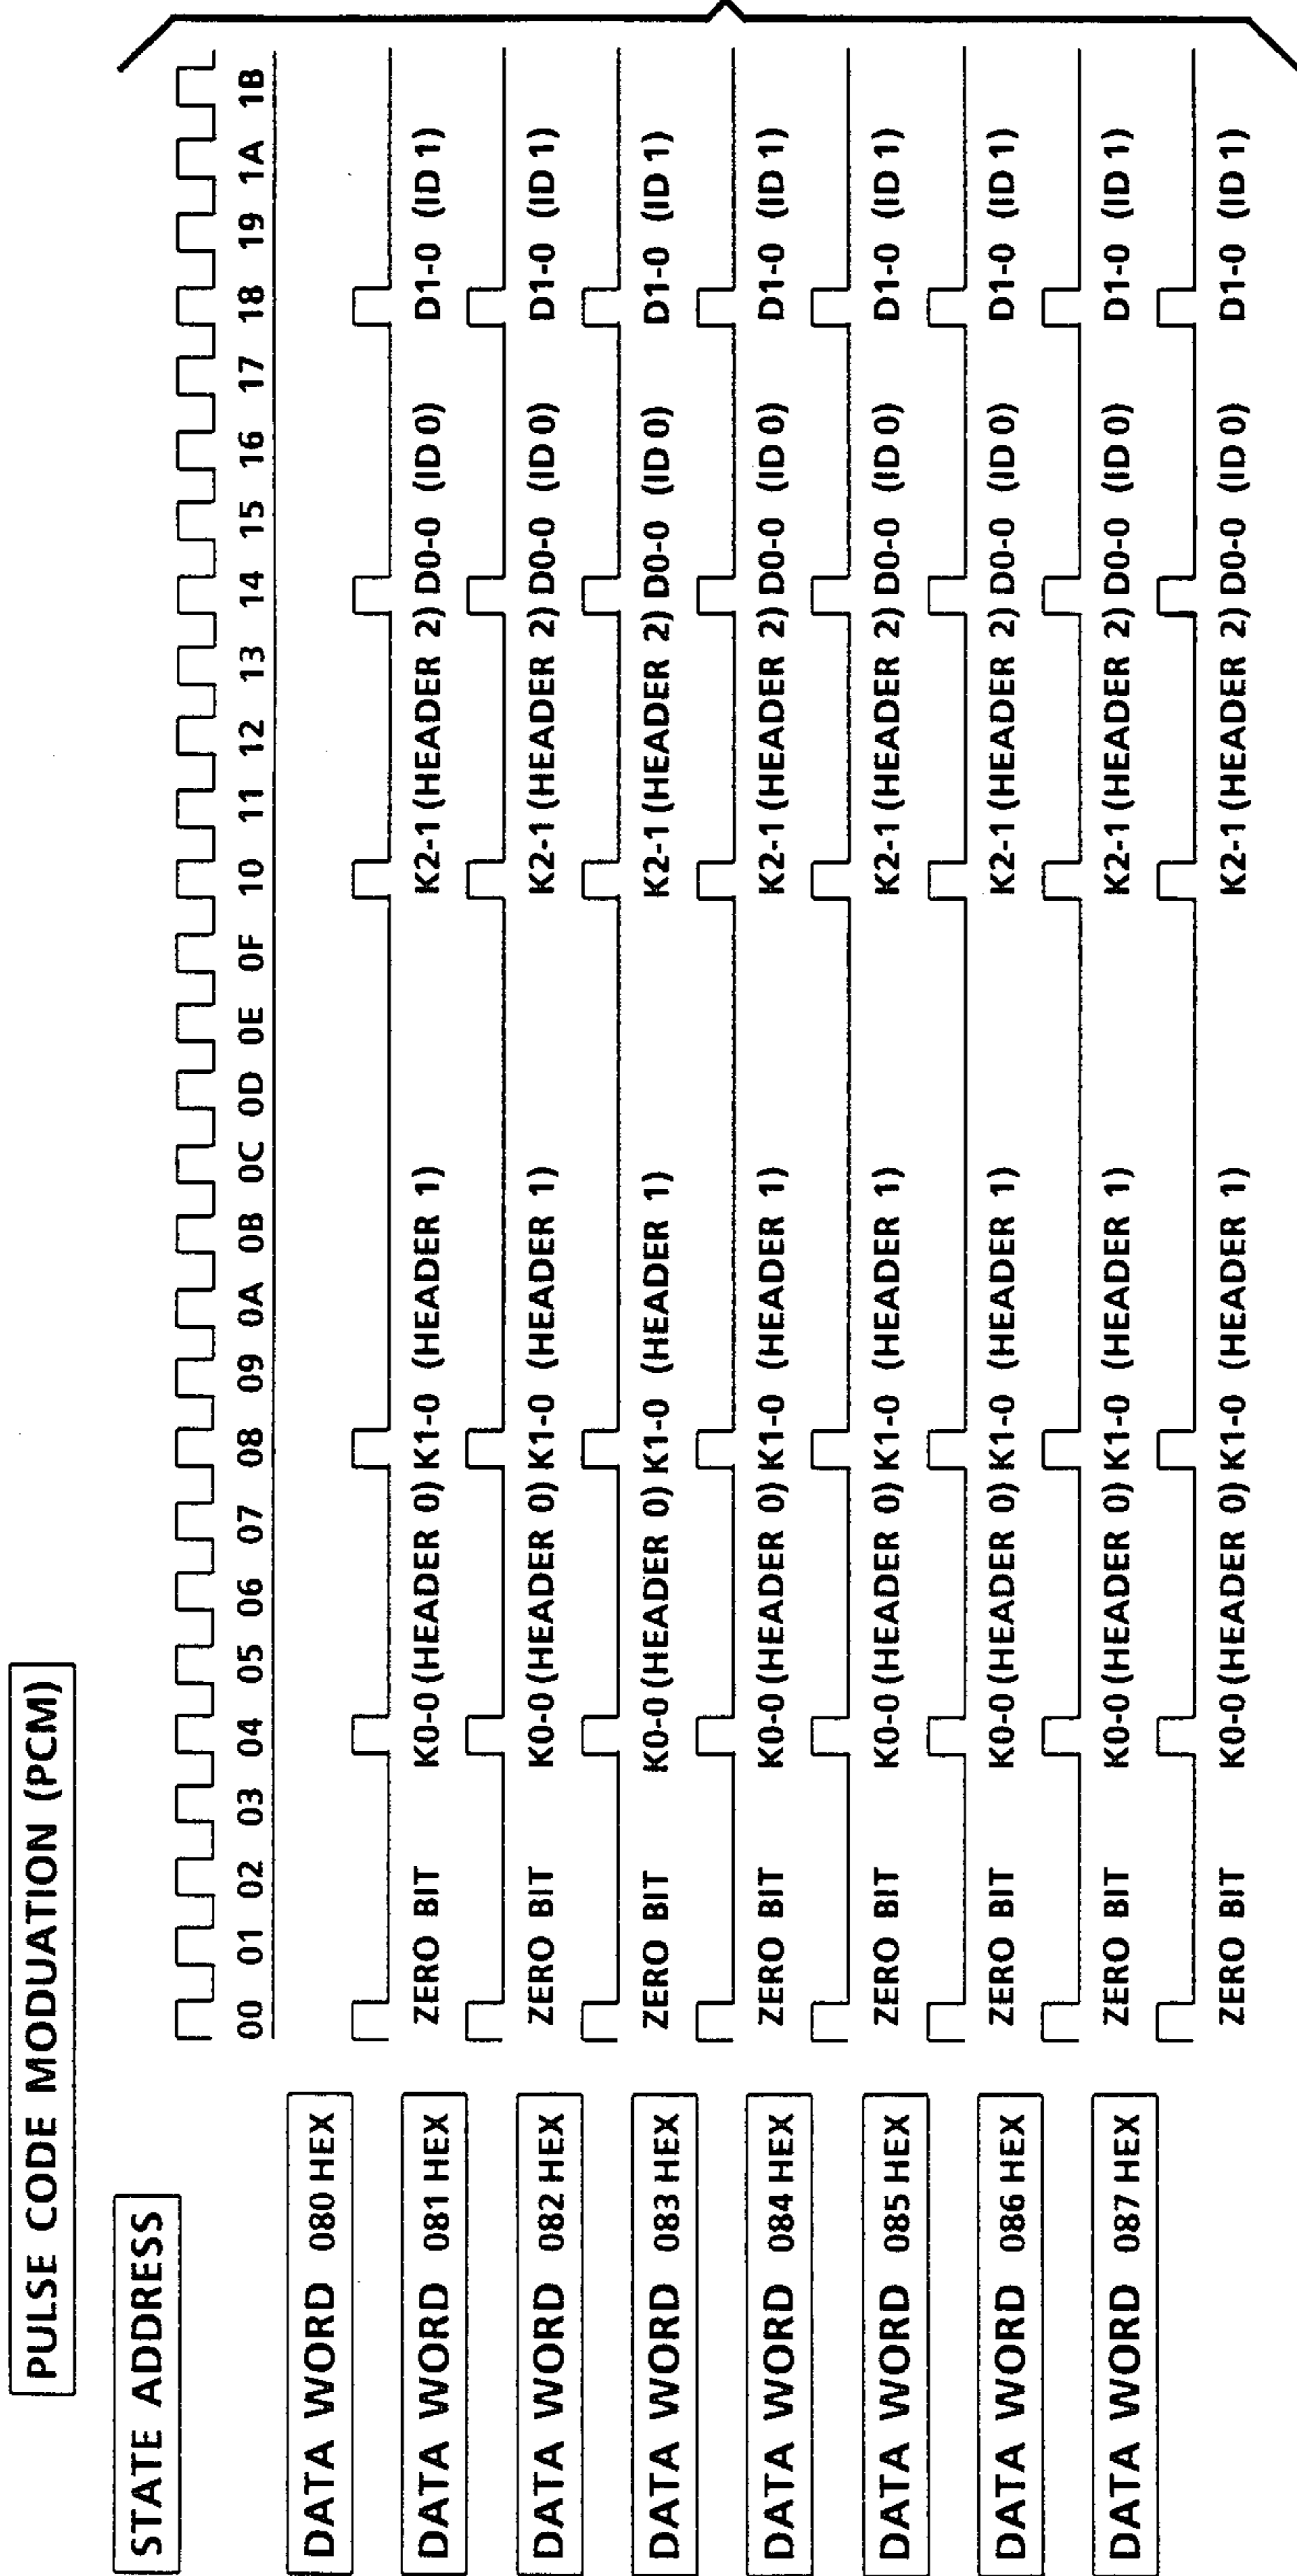 PULSE CODE MODUATION (PCM)
STATE ADDRESS
00 01 02 03 04 05 06 07 08 09 0A 0B 0C 0D 0E 0F 10 11 12 13 14 15 16 17 18 19 1A 1B
DATA WORD 080 HEX
ZERO BIT K0-0 (HEADER 0) K1-0 (HEADER 1) K2-1 (HEADER 2) D0-0 (ID 0) D1-0 (ID 1)
DATA WORD 081 HEX
ZERO BIT K0-0 (HEADER 0) K1-0 (HEADER 1) K2-1 (HEADER 2) D0-0 (ID 0) D1-0 (ID 1)
DATA WORD 082 HEX
ZERO BIT K0-0 (HEADER 0) K1-0 (HEADER 1) K2-1 (HEADER 2) D0-0 (ID 0) D1-0 (ID 1)
DATA WORD 083 HEX
ZERO BIT K0-0 (HEADER 0) K1-0 (HEADER 1) K2-1 (HEADER 2) D0-0 (ID 0) D1-0 (ID 1)
DATA WORD 084 HEX
ZERO BIT K0-0 (HEADER 0) K1-0 (HEADER 1) K2-1 (HEADER 2) D0-0 (ID 0) D1-0 (ID 1)
DATA WORD 085 HEX
ZERO BIT K0-0 (HEADER 0) K1-0 (HEADER 1) K2-1 (HEADER 2) D0-0 (ID 0) D1-0 (ID 1)
DATA WORD 086 HEX
ZERO BIT K0-0 (HEADER 0) K1-0 (HEADER 1) K2-1 (HEADER 2) D0-0 (ID 0) D1-0 (ID 1)
DATA WORD 087 HEX
ZERO BIT K0-0 (HEADER 0) K1-0 (HEADER 1) K2-1 (HEADER 2) D0-0 (ID 0) D1-0 (ID 1)